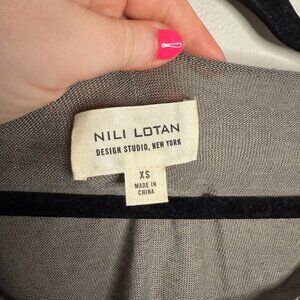 NILI LOTAN
DESIGN STUDIO, NEW YORK
XS
MADE IN
CHINA